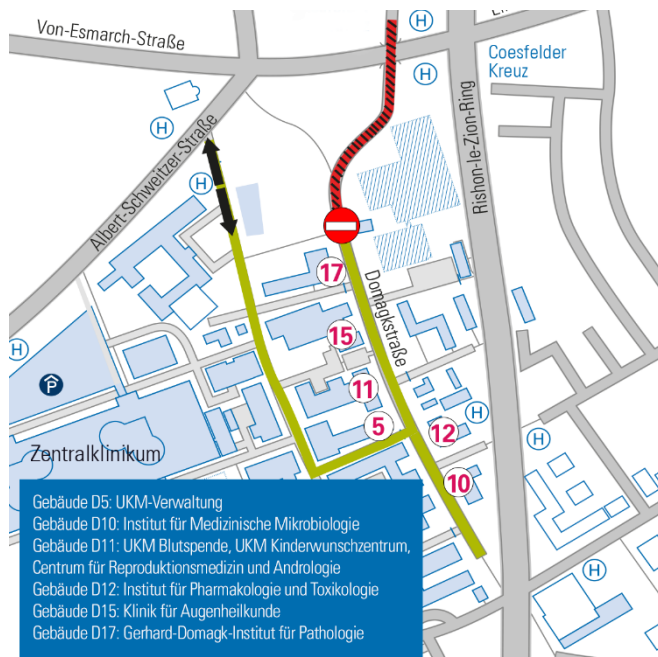 Von-Esmarch-Straße
H
H
H
Coesfelder
Kreuz
H
Albert-Schweitzer-Straße
H
Rishon-le-Zion-Ring
17
Domagkstraße
15
H
P
11
H
5
12
H
Zentralklinikum
10
Gebäude D5: UKM-Verwaltung
Gebäude D10: Institut für Medizinische Mikrobiologie
Gebäude D11: UKM Blutspende, UKM Kinderwunschzentrum,
Centrum für Reproduktionsmedizin und Andrologie
Gebäude D12: Institut für Pharmakologie und Toxikologie
Gebäude D15: Klinik für Augenheilkunde
Gebäude D17: Gerhard-Domagk-Institut für Pathologie
H